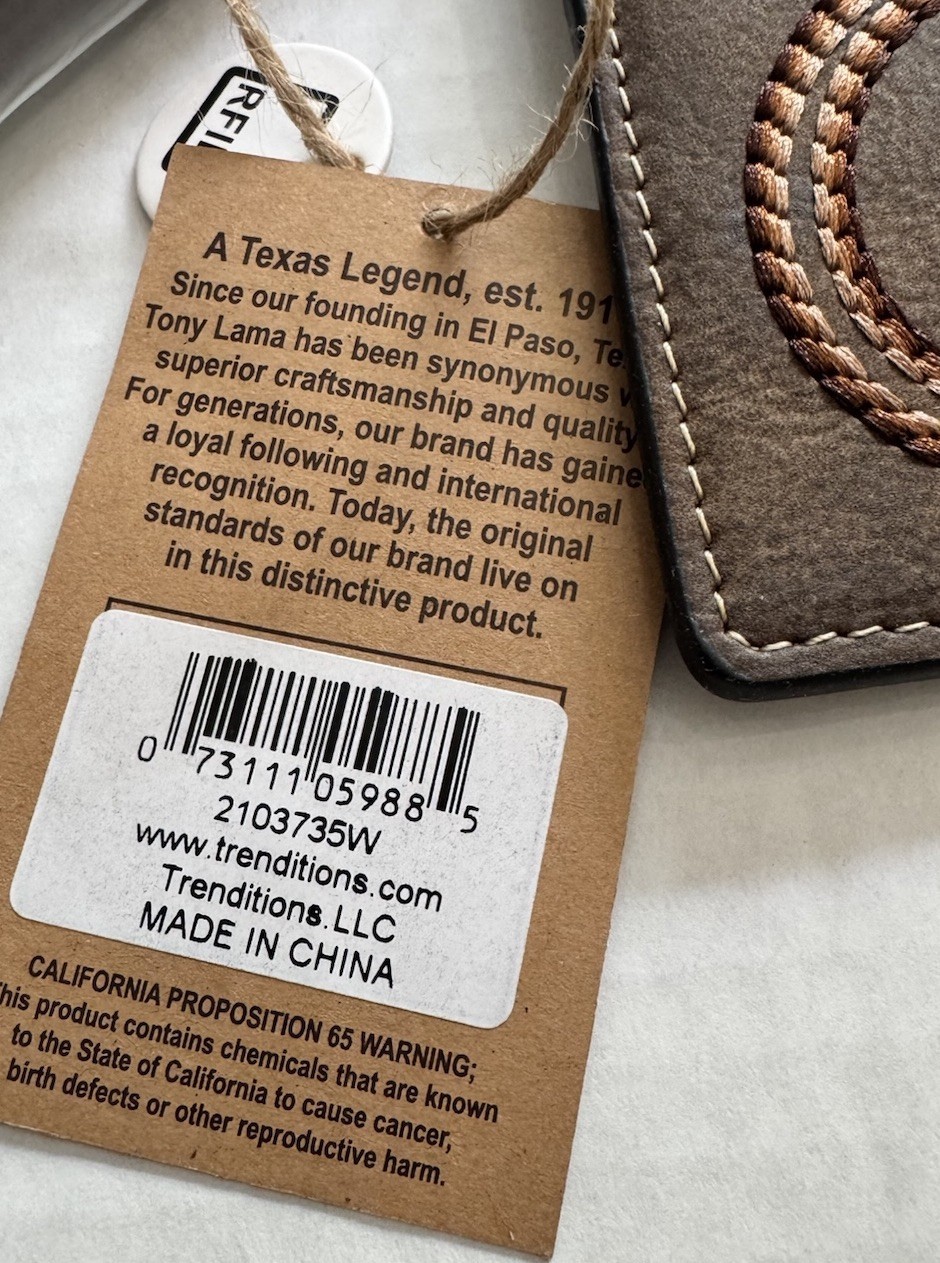 RFI
A Texas Legend, est. 191
Since our founding in El Paso,
Tony Lama has been synonymous
superior craftsmanship and quality
For generations, our brand has
a loyal following and international
recognition. Today, the original
standards of our brand live on
in this distinctive product.
0 73111 05988 5
2103735W
www.trenditions.com
Trenditions.LLC
MADE IN CHINA
CALIFORNIA PROPOSITION 65 WARNING;
his product contains chemicals that are known
to the State of California to cause cancer,
birth defects or other reproductive harm.